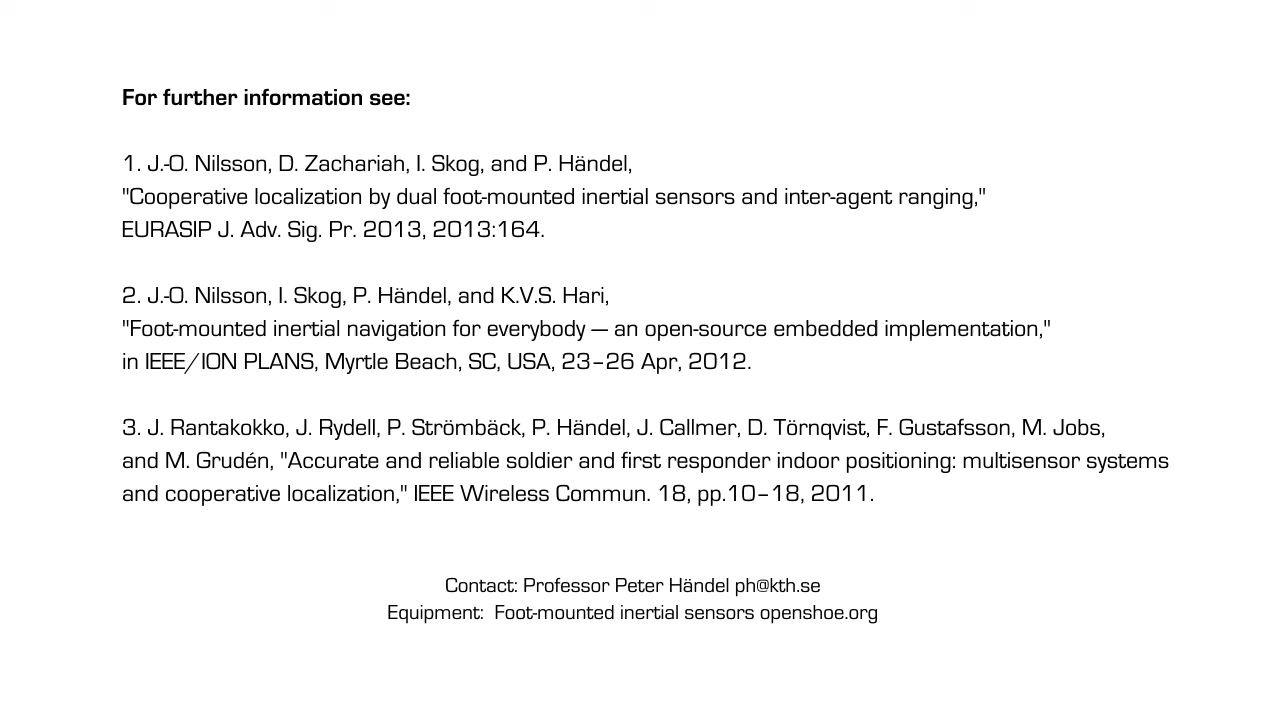 For further information see:
1. J.-O. Nilsson, D. Zachariah, I. Skog, and P. Händel,
"Cooperative localization by dual foot-mounted inertial sensors and inter-agent ranging,"
EURASIP J. Adv. Sig. Pr. 2013, 2013:164.
2. J.-O. Nilsson, I. Skog, P. Händel, and K.V.S. Hari,
"Foot-mounted inertial navigation for everybody — an open-source embedded implementation,"
in IEEE/ION PLANS, Myrtle Beach, SC, USA, 23–26 Apr, 2012.
3. J. Rantakokko, J. Rydell, P. Strömbäck, P. Händel, J. Callmer, D. Törnqvist, F. Gustafsson, M. Jobs,
and M. Grudén, "Accurate and reliable soldier and first responder indoor positioning: multisensor systems
and cooperative localization," IEEE Wireless Commun. 18, pp.10–18, 2011.
Contact: Professor Peter Händel ph@kth.se
Equipment:  Foot-mounted inertial sensors openshoe.org